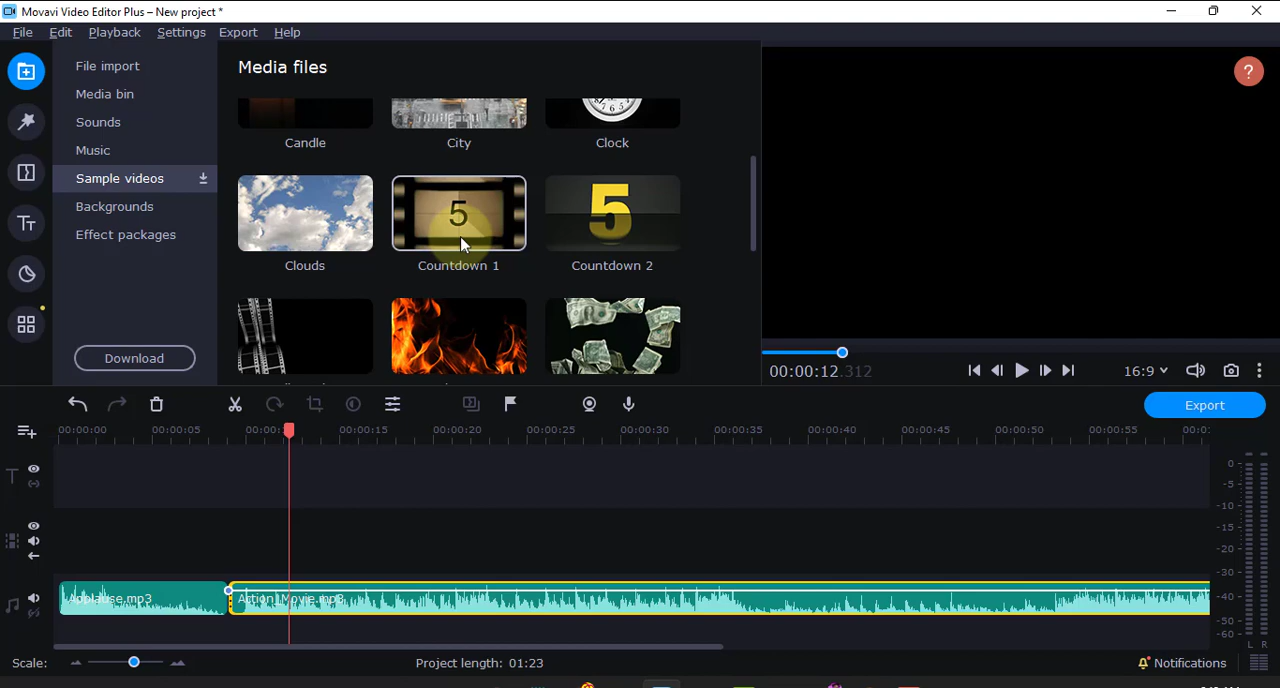 Movavi Video Editor Plus – New project *
File Edit Playback Settings Export Help
File import
Media bin
Sounds
Music
Sample videos
Backgrounds
Effect packages
Download
Media files
Candle City Clock
Clouds Countdown 1 Countdown 2
5
5
?
00:00:12.312
16:9
Export
00:00:00 00:00:05 00:00: 00:00:15 00:00:20 00:00:25 00:00:30 00:00:35 00:00:40 00:00:45 00:00:50 00:00:55 00:0
Applause.mp3
Action Movie.mp3
0
-5
-10
-15
-20
-30
-40
-50
-60
L R
Scale:
Project length: 01:23
Notifications